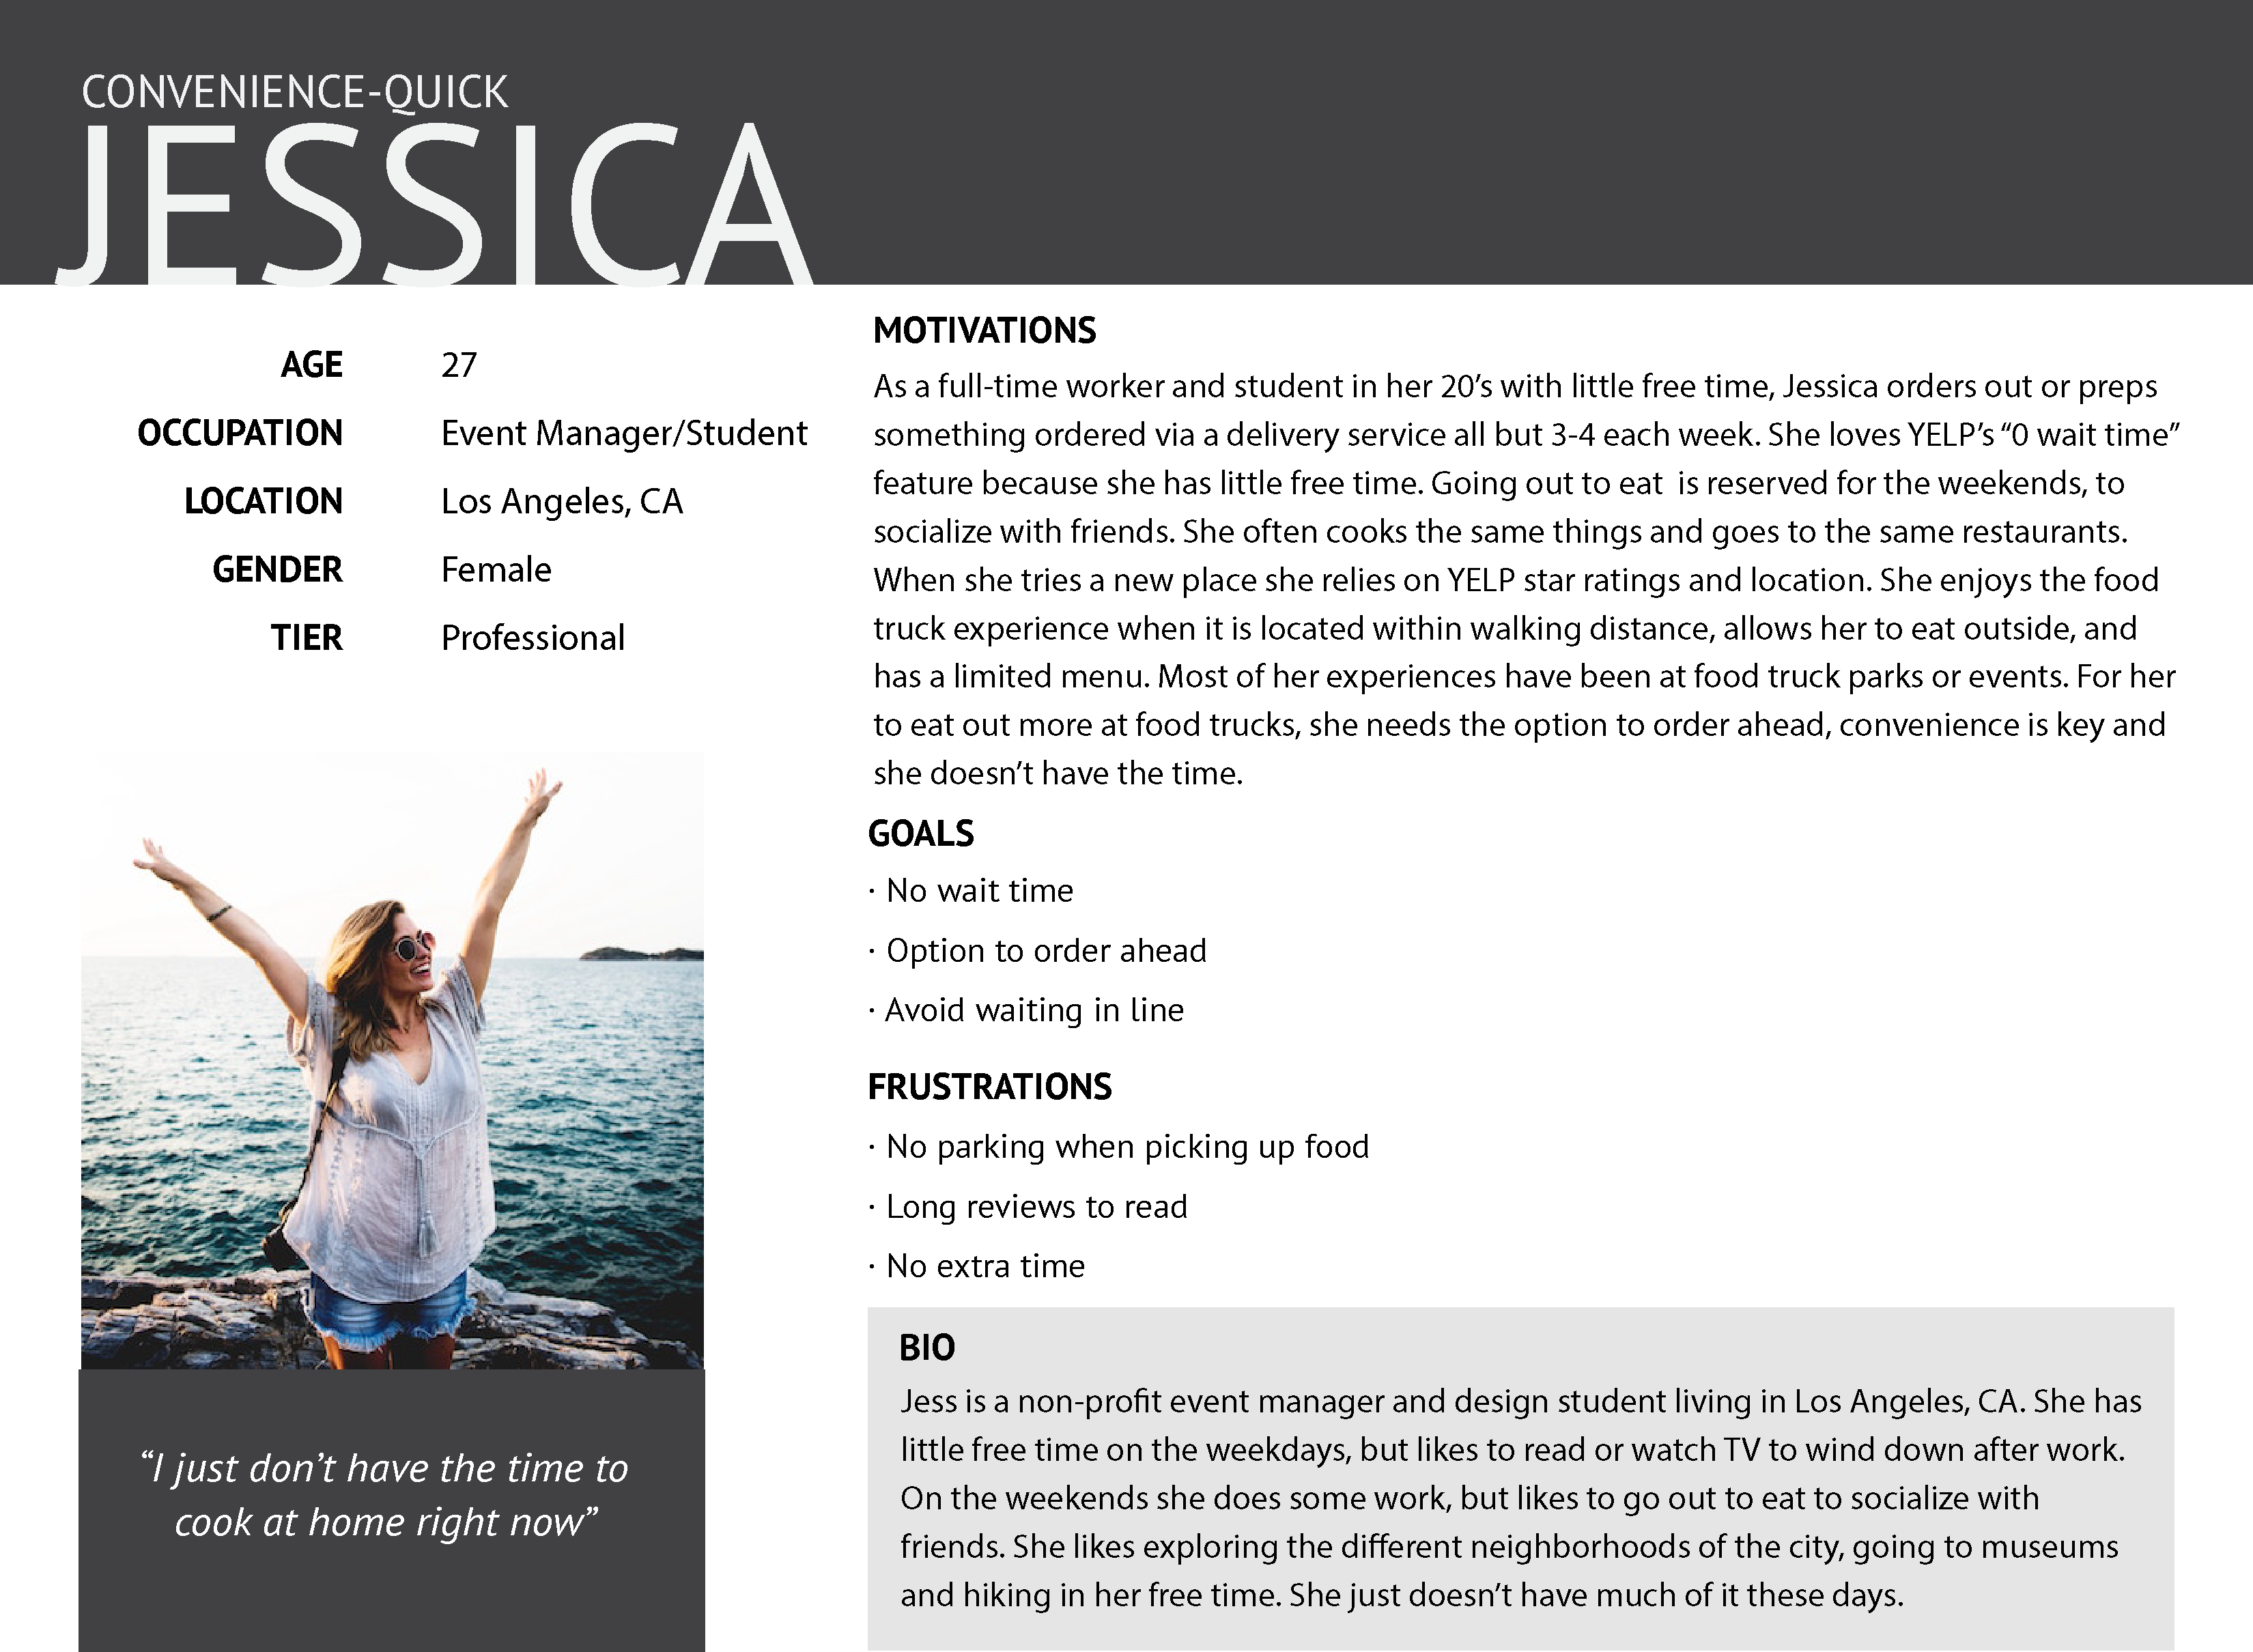 CONVENIENCE-QUICK
JESSICA
AGE 27
OCCUPATION Event Manager/Student
LOCATION Los Angeles, CA
GENDER Female
TIER Professional
“I just don’t have the time to
cook at home right now”
MOTIVATIONS
As a full-time worker and student in her 20’s with little free time, Jessica orders out or preps
something ordered via a delivery service all but 3-4 each week. She loves YELP’s “0 wait time”
feature because she has little free time. Going out to eat  is reserved for the weekends, to
socialize with friends. She often cooks the same things and goes to the same restaurants.
When she tries a new place she relies on YELP star ratings and location. She enjoys the food
truck experience when it is located within walking distance, allows her to eat outside, and
has a limited menu. Most of her experiences have been at food truck parks or events. For her
to eat out more at food trucks, she needs the option to order ahead, convenience is key and
she doesn’t have the time.
GOALS
· No wait time
· Option to order ahead
· Avoid waiting in line
FRUSTRATIONS
· No parking when picking up food
· Long reviews to read
· No extra time
BIO
Jess is a non-profit event manager and design student living in Los Angeles, CA. She has
little free time on the weekdays, but likes to read or watch TV to wind down after work.
On the weekends she does some work, but likes to go out to eat to socialize with
friends. She likes exploring the different neighborhoods of the city, going to museums
and hiking in her free time. She just doesn’t have much of it these days.